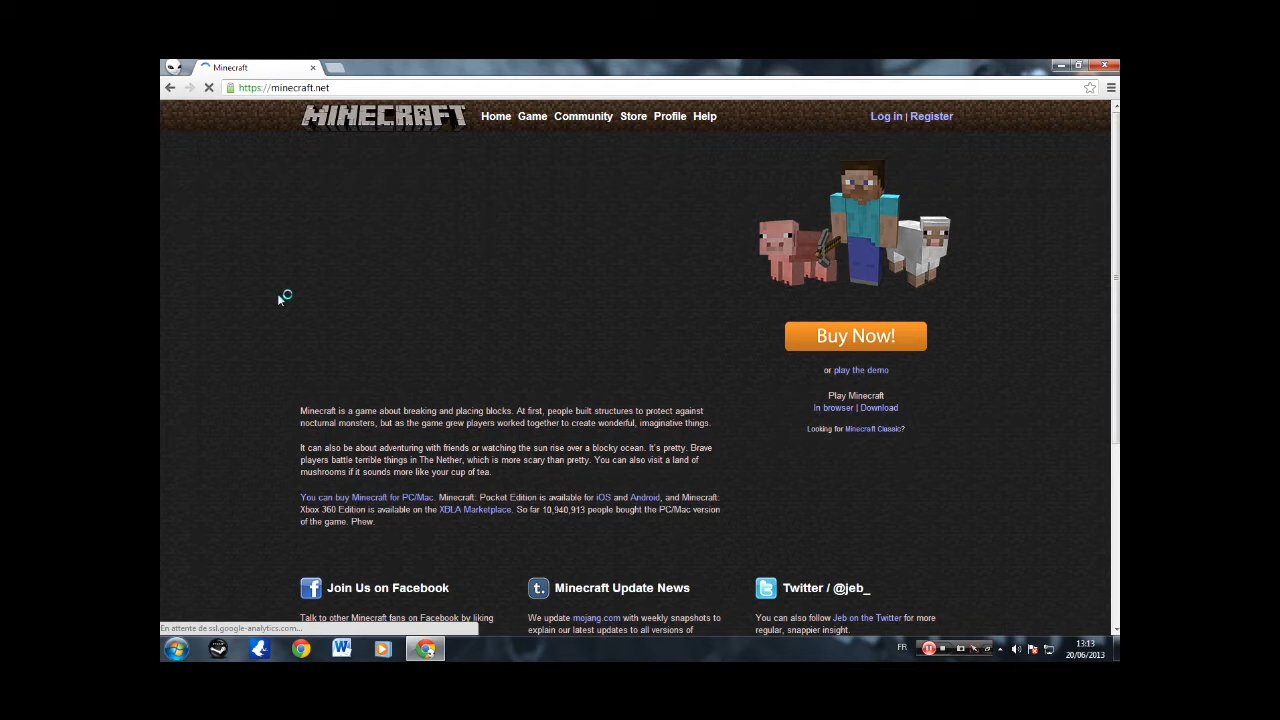 Minecraft
https://minecraft.net
MINECRAFT Home Game Community Store Profile Help Log in | Register
Buy Now!
or play the demo
Play Minecraft
In browser | Download
Looking for Minecraft Classic?
Minecraft is a game about breaking and placing blocks. At first, people built structures to protect against
nocturnal monsters, but as the game grew players worked together to create wonderful, imaginative things.
It can also be about adventuring with friends or watching the sun rise over a blocky ocean. It's pretty. Brave
players battle terrible things in The Nether, which is more scary than pretty. You can also visit a land of
mushrooms if it sounds more like your cup of tea.
You can buy Minecraft for PC/Mac. Minecraft: Pocket Edition is available for iOS and Android, and Minecraft:
Xbox 360 Edition is available on the XBLA Marketplace. So far 10,940,913 people bought the PC/Mac version
of the game. Phew.
Join Us on Facebook
Talk to other Minecraft fans on Facebook by liking
t. Minecraft Update News
We update mojang.com with weekly snapshots to
explain our latest updates to all versions of
Twitter / @jeb_
You can also follow Jeb on the Twitter for more
regular, snappier insight.
En attente de ssl.google-analytics.com...
FR
13:13
20/06/2013